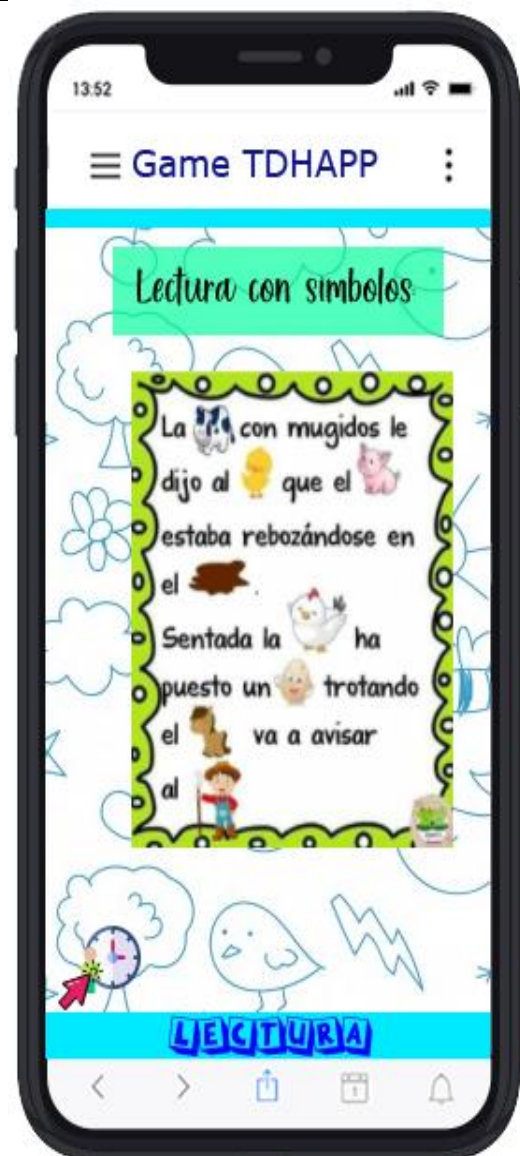 13:52
Game TDHAPP
Lectura con simbolos
La con mugidos le
dijo al que el
estaba rebozándose en
el .
Sentada la ha
puesto un trotando
el va a avisar
al
LECTURA